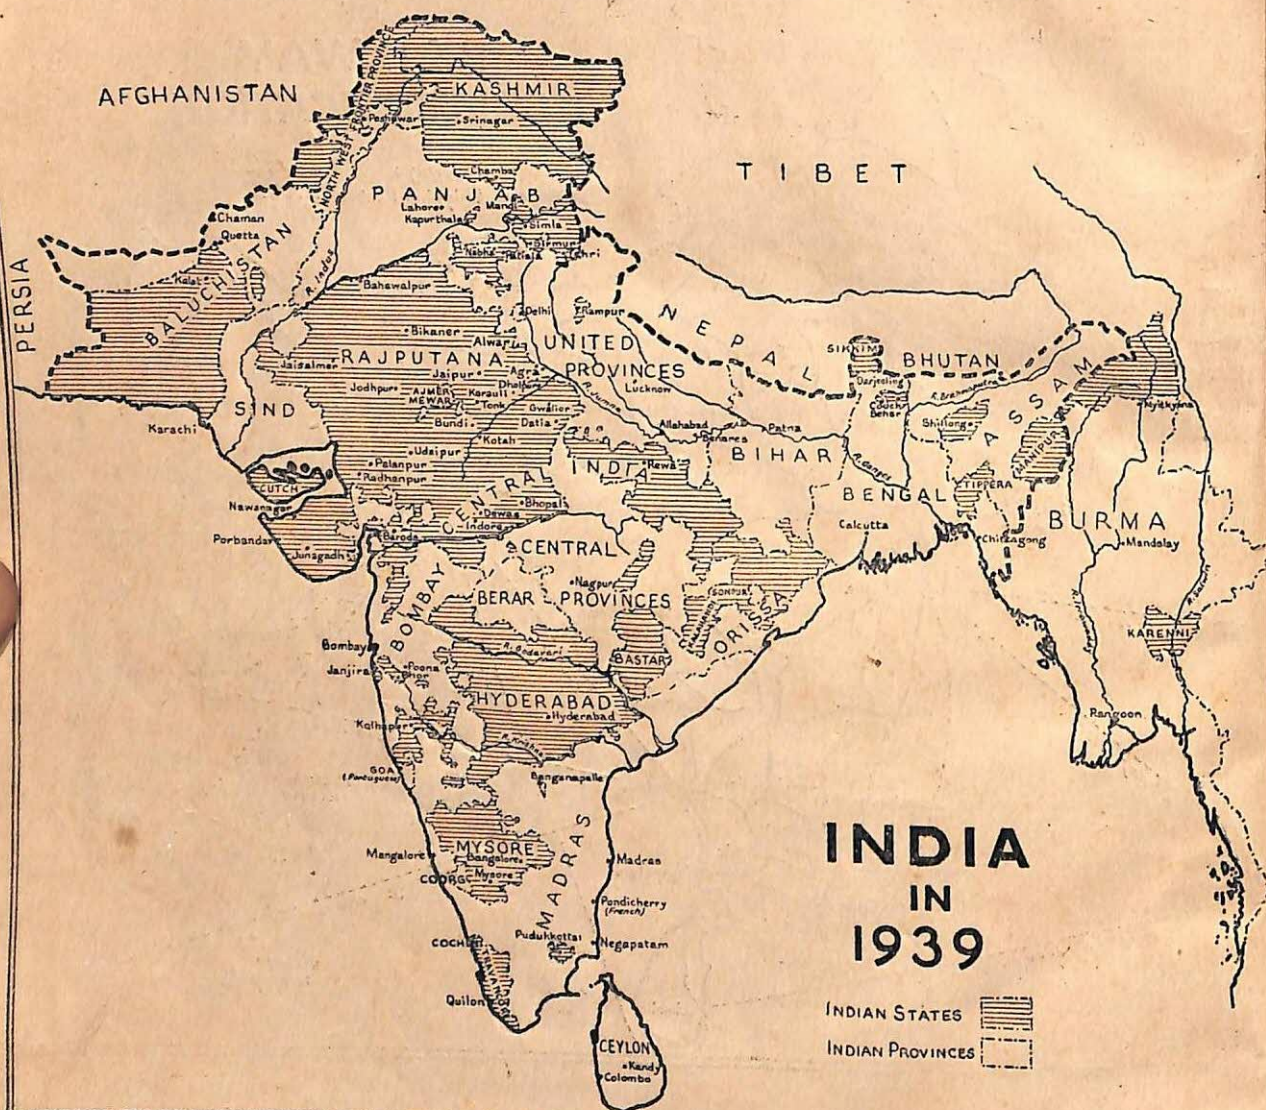 NORTH WEST FRONTIER PROVINCE
AFGHANISTAN
KASHMIR
Peshawar
Srinagar
TIBET
Chamba
PANJAB
Lahore
Mandi
Kapurthala
Simla
Chaman
Quetta
Sirmur
Nabha
Patiala
PERSIA
Kalat
BALUCHISTAN
R. Indus
Bahawalpur
Delhi
Rampur
NEPAL
Bikaner
Alwar
UNITED
PROVINCES
SIKKIM
BHUTAN
Jaisalmer
RAJPUTANA
Jaipur
Agra
Lucknow
Darjeeling
R. Brahmaputra
ASSAM
Jodhpur
AJMER
MEWAR
Karauli
Dholpur
R. Jumna
Cooch
Behar
Myitkyina
SIND
Tonk
Gwalior
Karachi
Bundi
Datia
Allahabad
Benares
Patna
Shillong
MANIPUR
Kotah
Udaipur
BIHAR
R. Ganges
Palanpur
CENTRAL INDIA
Rewa
Radhanpur
CUTCH
BENGAL
TIPPERA
Nawanagar
Bhopal
Dewas
Indore
Calcutta
BURMA
Porbandar
Baroda
Junagadh
CENTRAL
Chittagong
Mandalay
Nagpur
BERAR
PROVINCES
SONPUR
KALAHANDI
ORISSA
R. Salween
BOMBAY
KARENNI
Bombay
R. Godavari
BASTAR
Janjira
Poona
Bhor
HYDERABAD
Hyderabad
Rangoon
Kolhapur
R. Krishna
GOA
(Portuguese)
Banganapalle
MADRAS
INDIA
IN
1939
MYSORE
Bangalore
Mysore
Mangalore
COORG
Madras
Pondicherry
(French)
Pudukkottai
Negapatam
COCHIN
TRAVANCORE
Quilon
INDIAN STATES
INDIAN PROVINCES
CEYLON
Kandy
Colombo